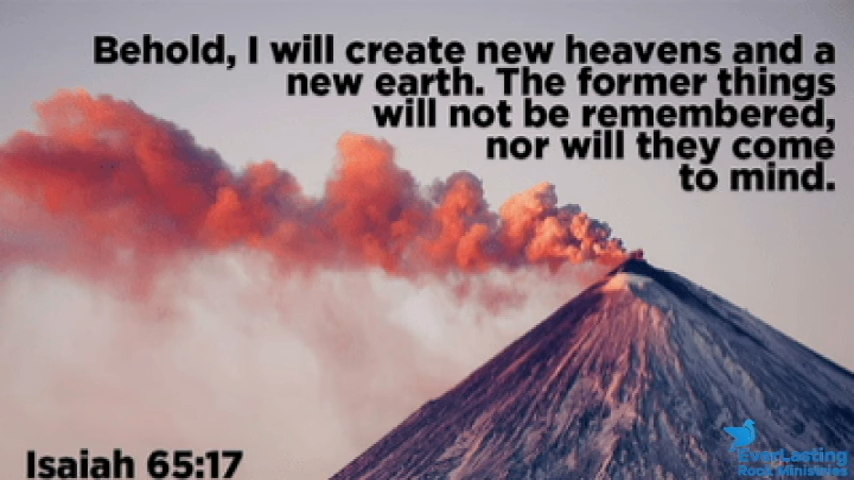 Behold, I will create new heavens and a
new earth. The former things
will not be remembered,
nor will they come
to mind.
Isaiah 65:17
EverLasting
Rock Ministries